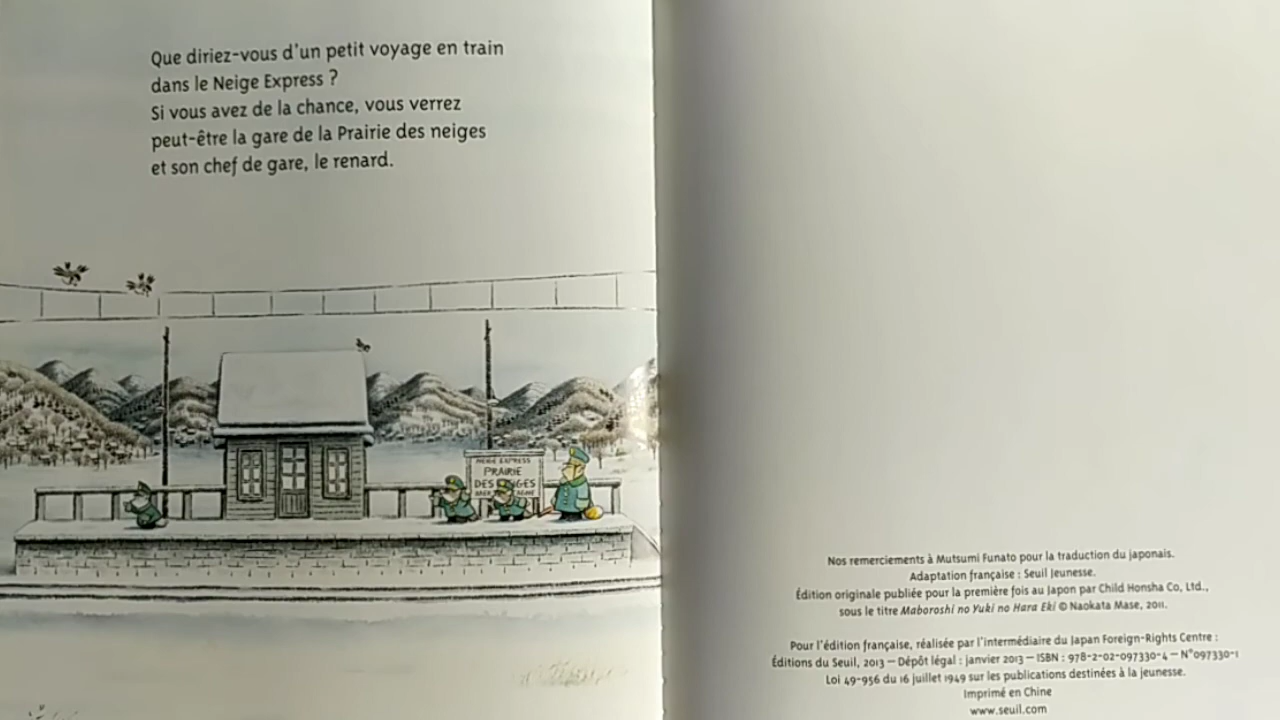 Que diriez-vous d'un petit voyage en train
dans le Neige Express ?
Si vous avez de la chance, vous verrez
peut-être la gare de la Prairie des neiges
et son chef de gare, le renard.
NEIGE EXPRESS
PRAIRIE
DES
Nos remerciements à Mutsumi Funato pour la traduction du japonais.
Adaptation française : Seuil Jeunesse.
Édition originale publiée pour la première fois au Japon par Child Honsha Co, Ltd.,
sous le titre Maboroshi no Yuki no Hara Eki © Naokata Mase, 2011.
Pour l'édition française, réalisée par l'intermédiaire du Japan Foreign-Rights Centre :
Éditions du Seuil, 2013 – Dépôt légal : janvier 2013 – ISBN : 978-2-02-097330-4 – N°097330-1
Loi 49-956 du 16 juillet 1949 sur les publications destinées à la jeunesse.
Imprimé en Chine
www.seuil.com